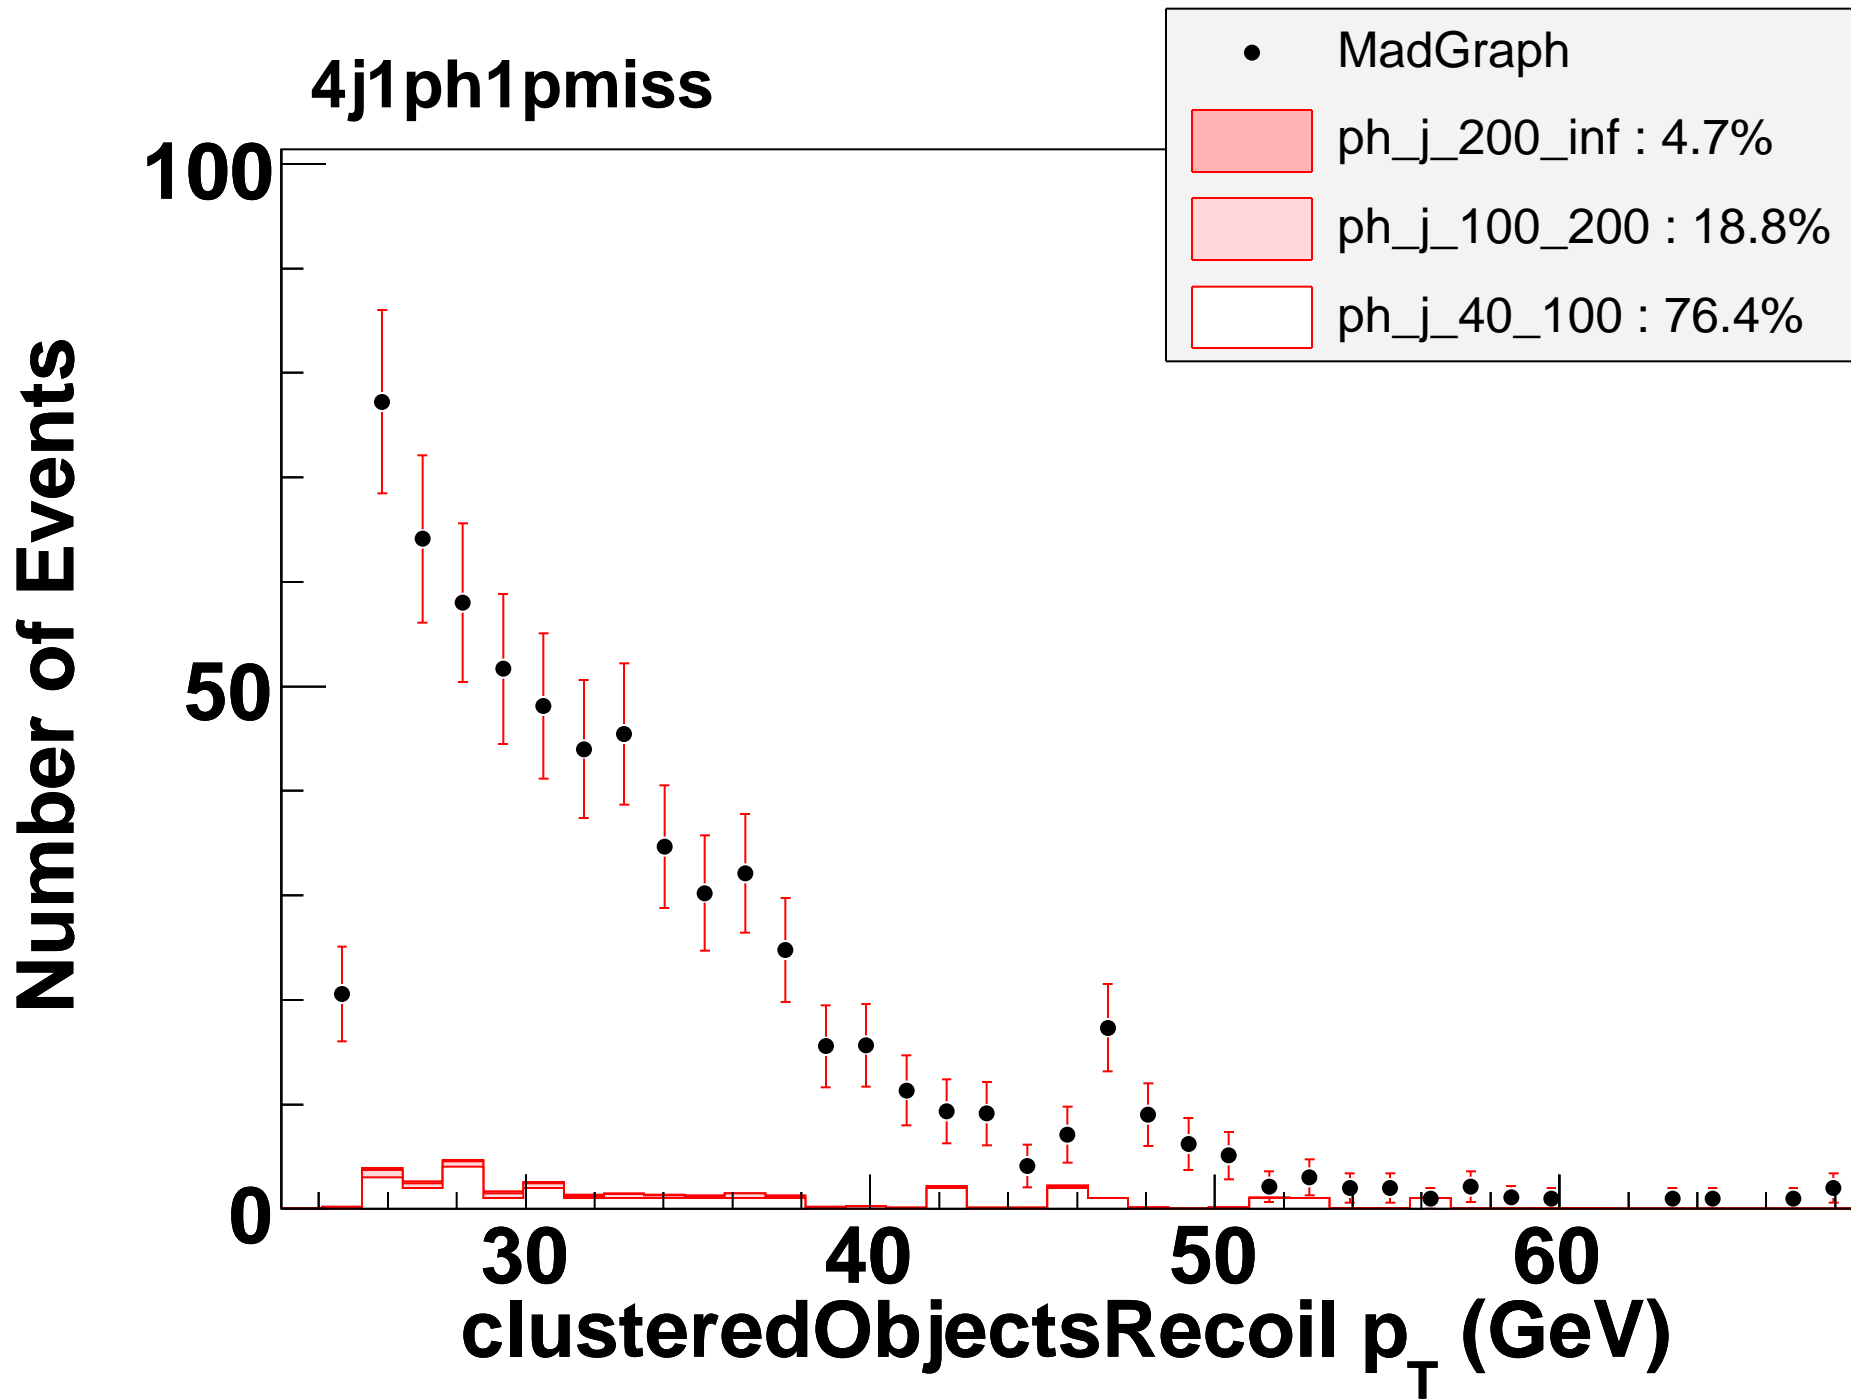 4j1ph1pmiss
MadGraph
ph_j_200_inf : 4.7%
ph_j_100_200 : 18.8%
ph_j_40_100 : 76.4%
Number of Events
100
50
0
30 40 50 60
clusteredObjectsRecoil p_T (GeV)